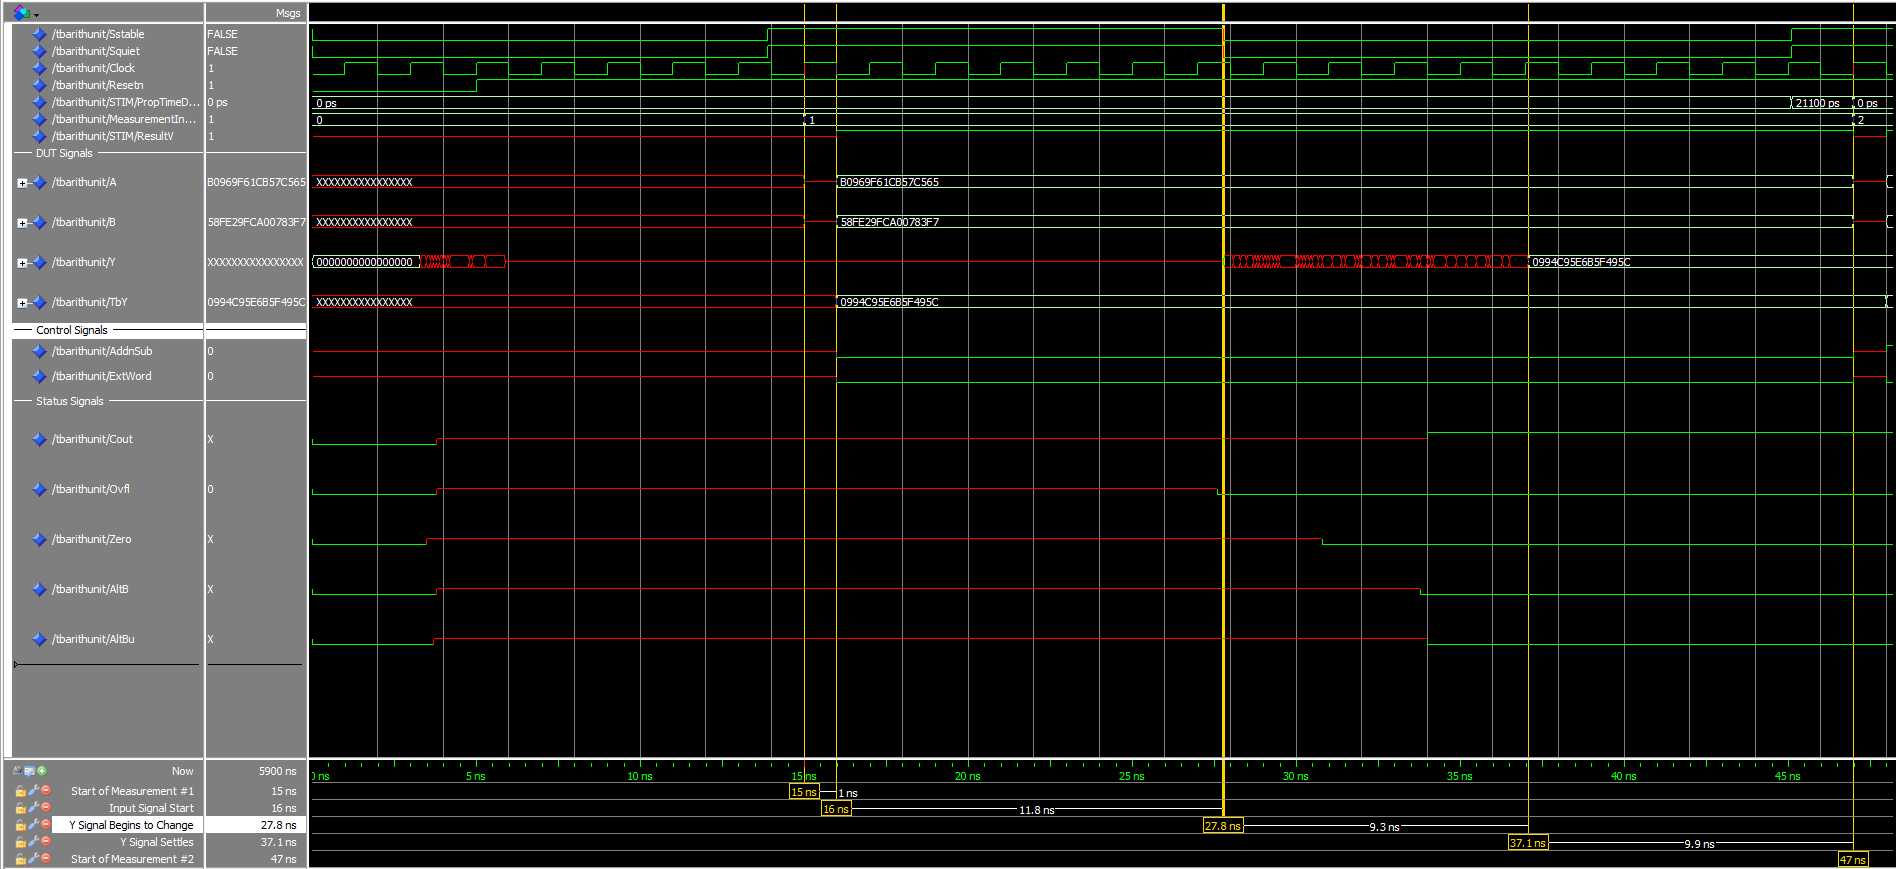 Msgs
/tbarithunit/Sstable FALSE
/tbarithunit/Squiet FALSE
/tbarithunit/Clock 1
/tbarithunit/Resetn 1
/tbarithunit/STIM/PropTimeD... 0 ps 0 ps 21100 ps 0 ps
/tbarithunit/MeasurementIn... 1 0 1 2
/tbarithunit/STIM/ResultV 1
DUT Signals
/tbarithunit/A B0969F61CB57C565 XXXXXXXXXXXXXXXX B0969F61CB57C565
/tbarithunit/B 58FE29FCA00783F7 XXXXXXXXXXXXXXXX 58FE29FCA00783F7
/tbarithunit/Y XXXXXXXXXXXXXXXX 0000000000000000 0994C95E6B5F495C
/tbarithunit/TbY 0994C95E6B5F495C XXXXXXXXXXXXXXXX 0994C95E6B5F495C
Control Signals
/tbarithunit/AddnSub 0
/tbarithunit/ExtWord 0
Status Signals
/tbarithunit/Cout X
/tbarithunit/Ovfl 0
/tbarithunit/Zero X
/tbarithunit/AltB X
/tbarithunit/AltBu X
Now 5900 ns 0 ns 5 ns 10 ns 15 ns 20 ns 25 ns 30 ns 35 ns 40 ns 45 ns
Start of Measurement #1 15 ns 15 ns 1 ns
Input Signal Start 16 ns 16 ns 11.8 ns
Y Signal Begins to Change 27.8 ns 27.8 ns 9.3 ns
Y Signal Settles 37.1 ns 37.1 ns 9.9 ns
Start of Measurement #2 47 ns 47 ns